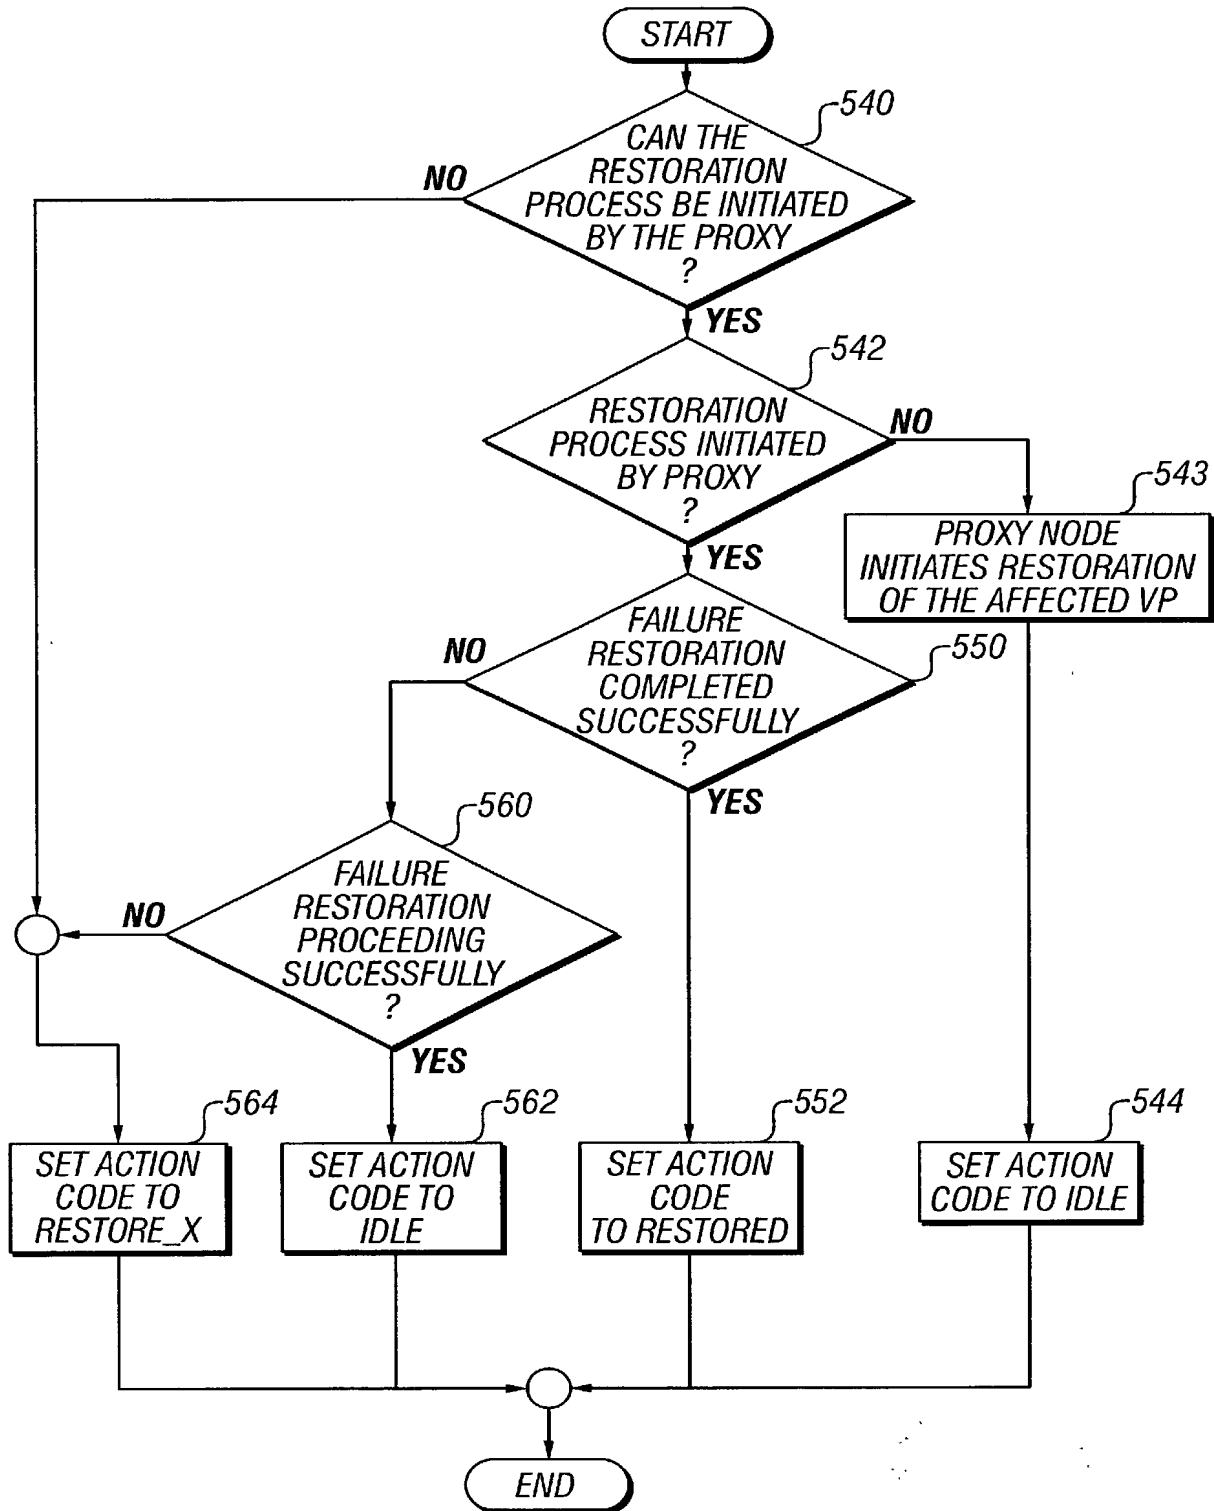 START
540
CAN THE
RESTORATION
PROCESS BE INITIATED
BY THE PROXY
?
NO
YES
542
RESTORATION
PROCESS INITIATED
BY PROXY
?
NO
YES
543
PROXY NODE
INITIATES RESTORATION
OF THE AFFECTED VP
550
FAILURE
RESTORATION
COMPLETED
SUCCESSFULLY
?
NO
YES
560
FAILURE
RESTORATION
PROCEEDING
SUCCESSFULLY
?
NO
YES
564
SET ACTION
CODE TO
RESTORE_X
562
SET ACTION
CODE TO
IDLE
552
SET ACTION
CODE
TO RESTORED
544
SET ACTION
CODE TO IDLE
END